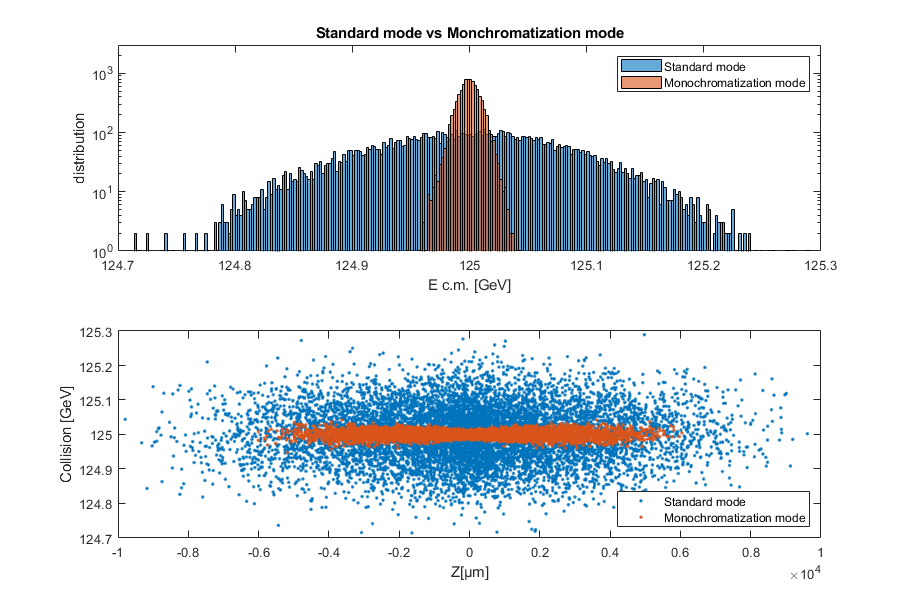 Standard mode vs Monchromatization mode
distribution
10^3
10^2
10^1
10^0
Standard mode
Monochromatization mode
124.7 124.8 124.9 125 125.1 125.2 125.3
E c.m. [GeV]
Collision [GeV]
125.3
125.2
125.1
125
124.9
124.8
124.7
Standard mode
Monochromatization mode
-1 -0.8 -0.6 -0.4 -0.2 0 0.2 0.4 0.6 0.8 1
Z[µm]
×10^4